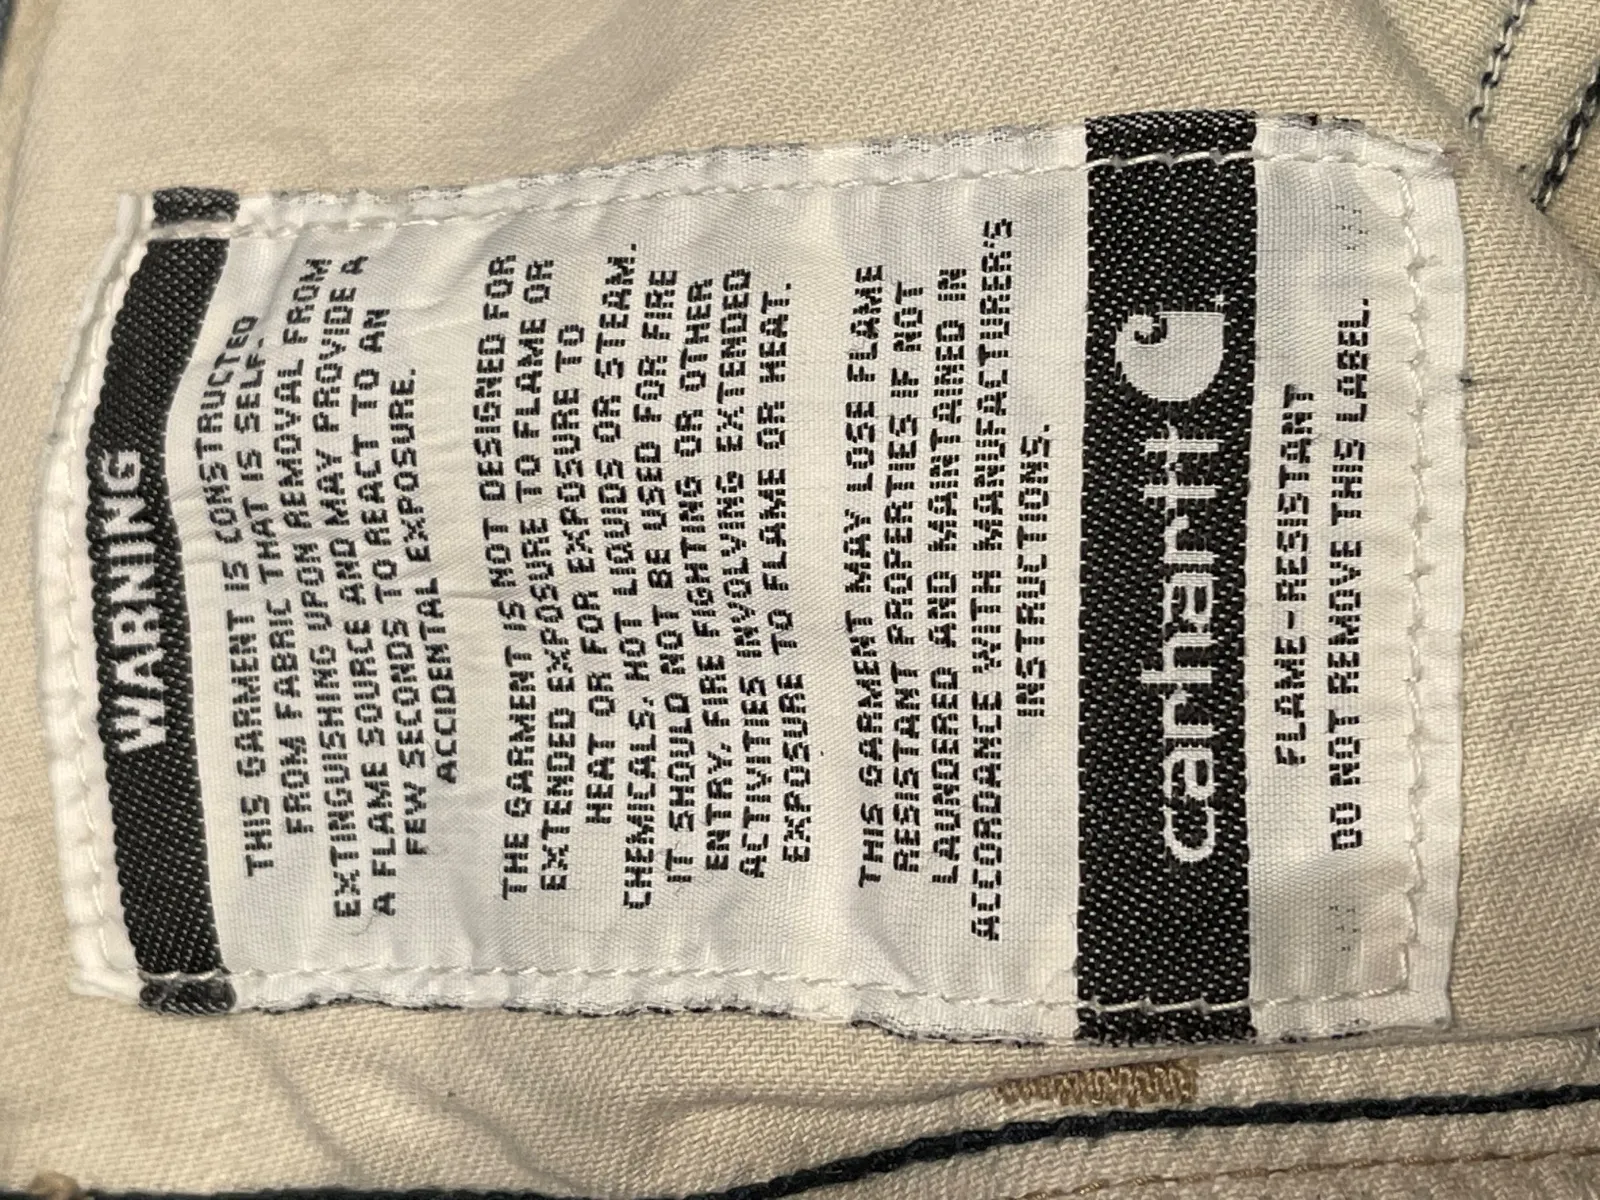 WARNING
THIS GARMENT IS CONSTRUCTED
FROM FABRIC THAT IS SELF-
EXTINGUISHING UPON REMOVAL FROM
A FLAME SOURCE AND MAY PROVIDE A
FEW SECONDS TO REACT TO AN
ACCIDENTAL EXPOSURE.
THE GARMENT IS NOT DESIGNED FOR
EXTENDED EXPOSURE TO FLAME OR
HEAT OR FOR EXPOSURE TO
CHEMICALS, HOT LIQUIDS OR STEAM.
IT SHOULD NOT BE USED FOR FIRE
ENTRY, FIRE FIGHTING OR OTHER
ACTIVITIES INVOLVING EXTENDED
EXPOSURE TO FLAME OR HEAT.
THIS GARMENT MAY LOSE FLAME
RESISTANT PROPERTIES IF NOT
LAUNDERED AND MAINTAINED IN
ACCORDANCE WITH MANUFACTURER'S
INSTRUCTIONS.
carhartt
FLAME-RESISTANT
DO NOT REMOVE THIS LABEL.